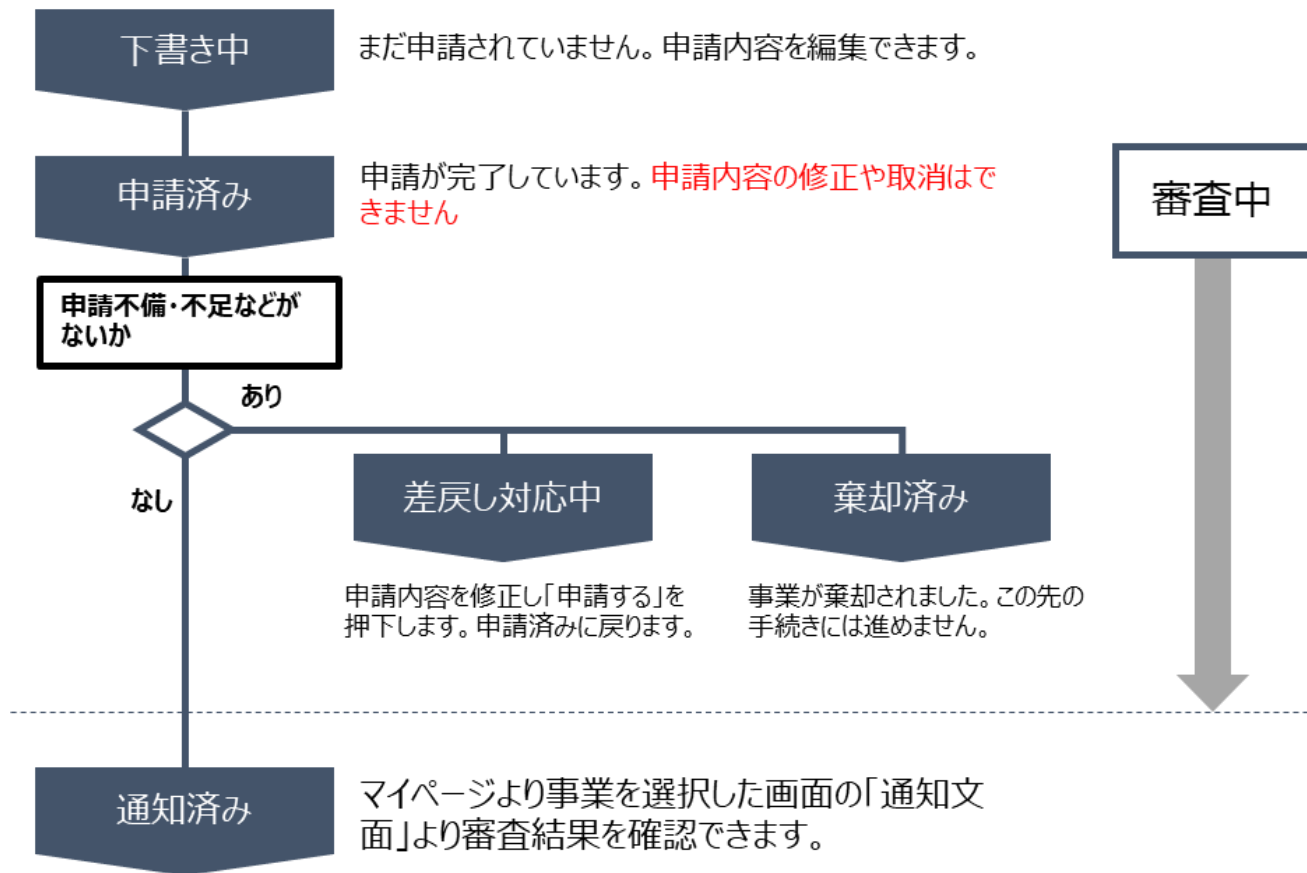 下書き中
まだ申請されていません。申請内容を編集できます。
申請済み
申請が完了しています。申請内容の修正や取消はで
きません
審査中
申請不備・不足などが
ないか
あり
なし
差戻し対応中
棄却済み
申請内容を修正し「申請する」を
押下します。申請済みに戻ります。
事業が棄却されました。この先の
手続きには進めません。
通知済み
マイページより事業を選択した画面の「通知文
面」より審査結果を確認できます。